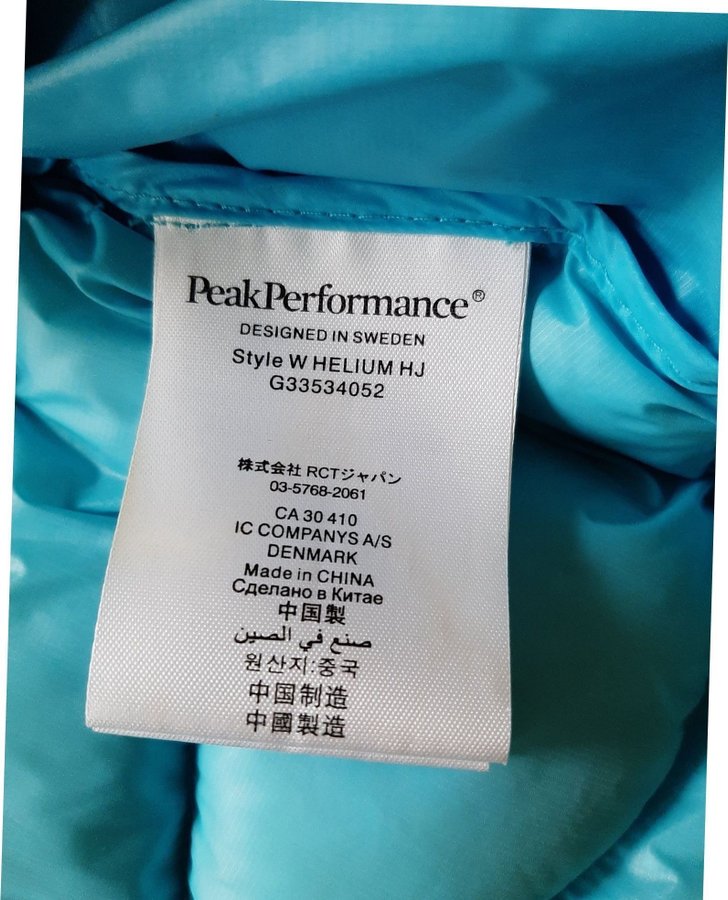 PeakPerformance®
DESIGNED IN SWEDEN
Style W HELIUM HJ
G33534052
株式会社 RCTジャパン
03-5768-2061
CA 30 410
IC COMPANYS A/S
DENMARK
Made in CHINA
Сделано в Китае
中国製
صنع في الصين
원산지:중국
中国制造
中國製造